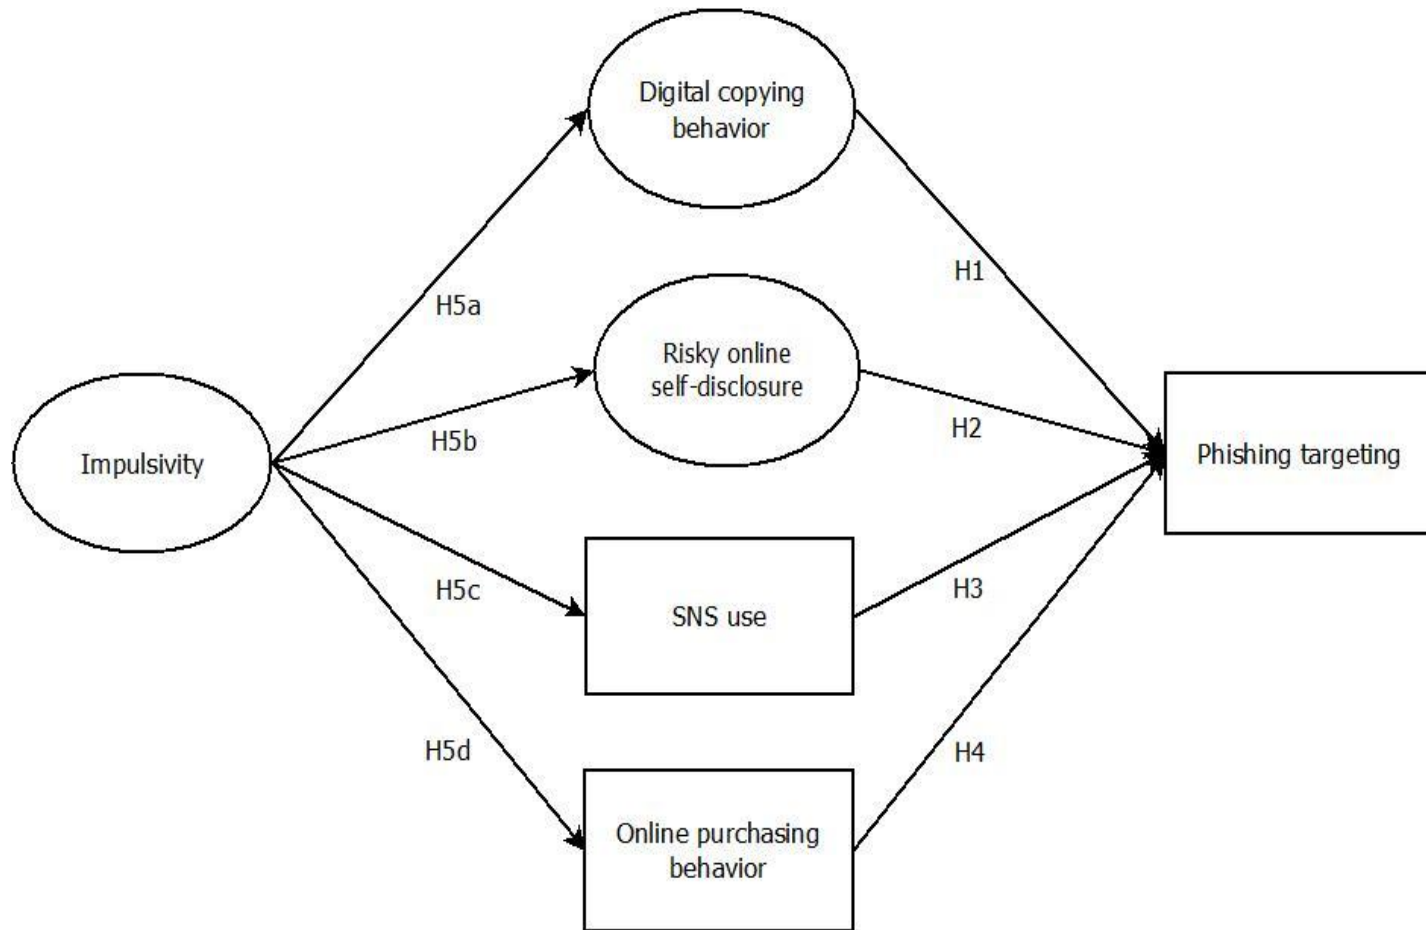 Digital copying
behavior
H1
H5a
Risky online
self-disclosure
H5b
H2
Impulsivity
Phishing targeting
H5c
SNS use
H3
H5d
H4
Online purchasing
behavior